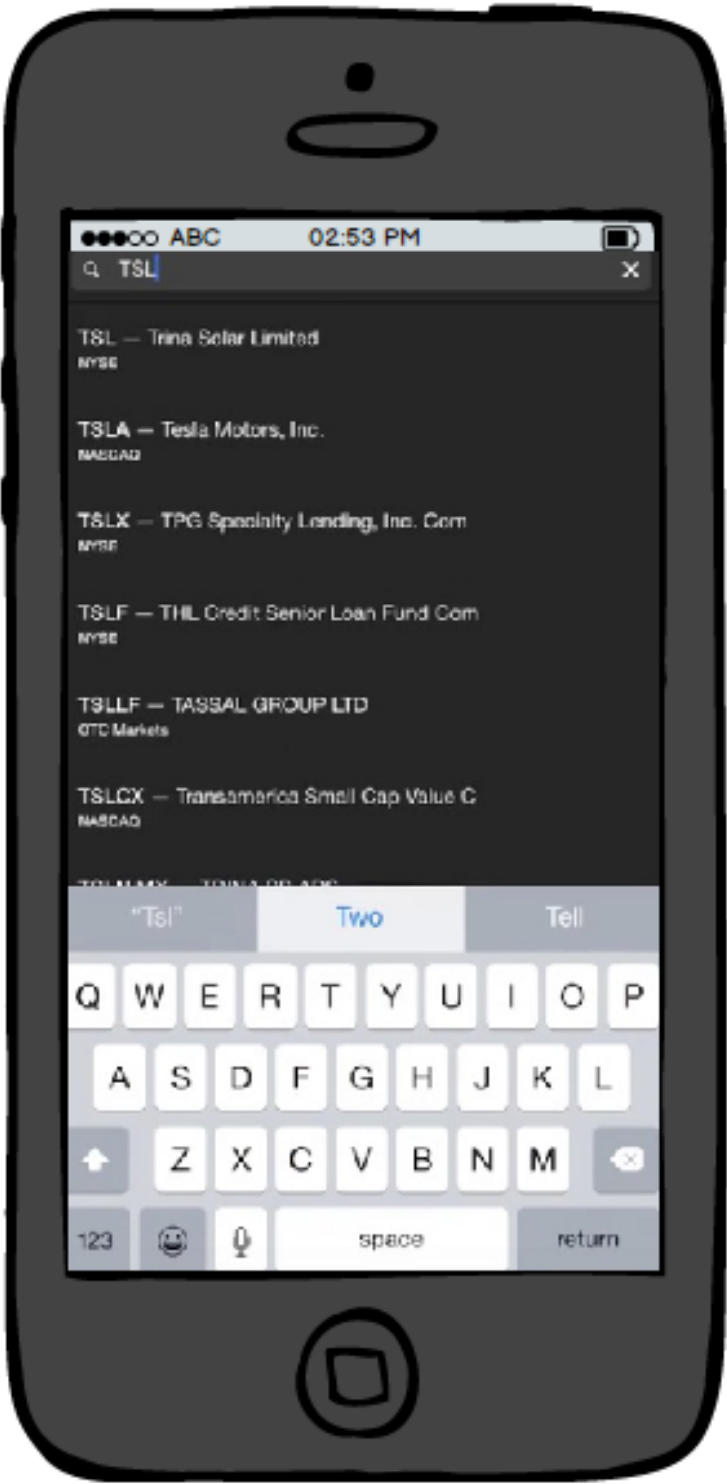 ABC 02:53 PM
TSL
TSL — Trina Solar Limited
NYSE
TSLA — Tesla Motors, Inc.
NASDAQ
TSLX — TPG Specialty Lending, Inc. Com
NYSE
TSLF — THL Credit Senior Loan Fund Com
NYSE
TSLLF — TASSAL GROUP LTD
OTC Markets
TSLCX — Transamerica Small Cap Value C
NASDAQ
“Tsl” Two Tell
Q W E R T Y U I O P
A S D F G H J K L
Z X C V B N M
123 space return